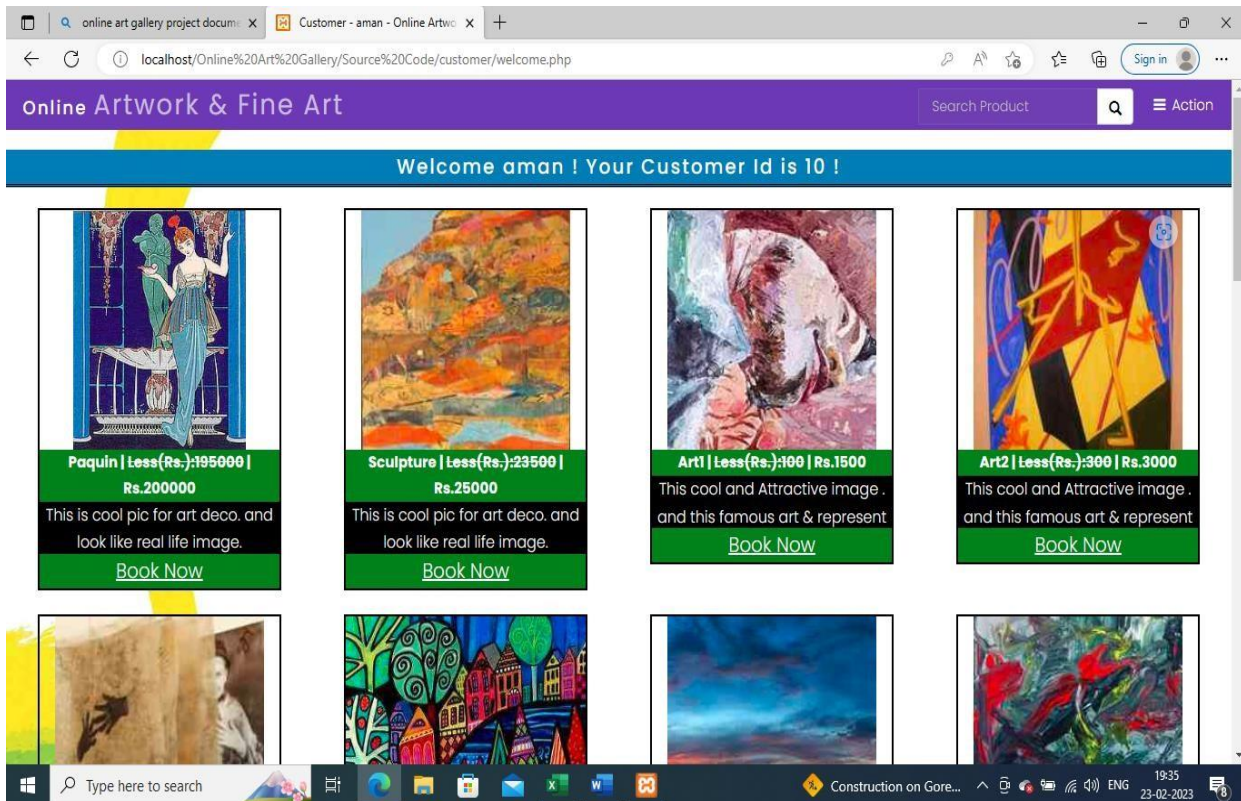 online art gallery project docume
Customer - aman - Online Artwo
localhost/Online%20Art%20Gallery/Source%20Code/customer/welcome.php
Sign in
Online Artwork & Fine Art
Search Product
Action
Welcome aman ! Your Customer Id is 10 !
Paquin | Less(Rs.):195000 |
Rs.200000
This is cool pic for art deco. and
look like real life image.
Book Now
Sculpture | Less(Rs.):23500 |
Rs.25000
This is cool pic for art deco. and
look like real life image.
Book Now
Art1 | Less(Rs.):100 | Rs.1500
This cool and Attractive image .
and this famous art & represent
Book Now
Art2 | Less(Rs.):300 | Rs.3000
This cool and Attractive image .
and this famous art & represent
Book Now
Type here to search
Construction on Gore...
ENG
19:35
23-02-2023
8